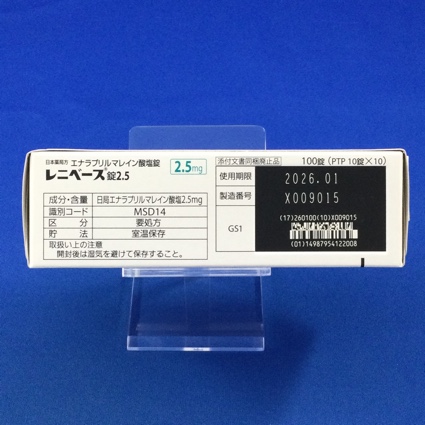 日本薬局方 エナラプリルマレイン酸塩錠
レニベース錠2.5
2.5mg
成分・含量 日局エナラプリルマレイン酸塩2.5mg
識別コード MSD14
区分 要処方
貯法 室温保存
取扱い上の注意
開封後は湿気を避けて保存すること。
添付文書同梱廃止品
100錠 (PTP 10錠×10)
使用期限 2026.01
製造番号 X009015
GS1
(17)260100(10)X009015
(01)14987954122008